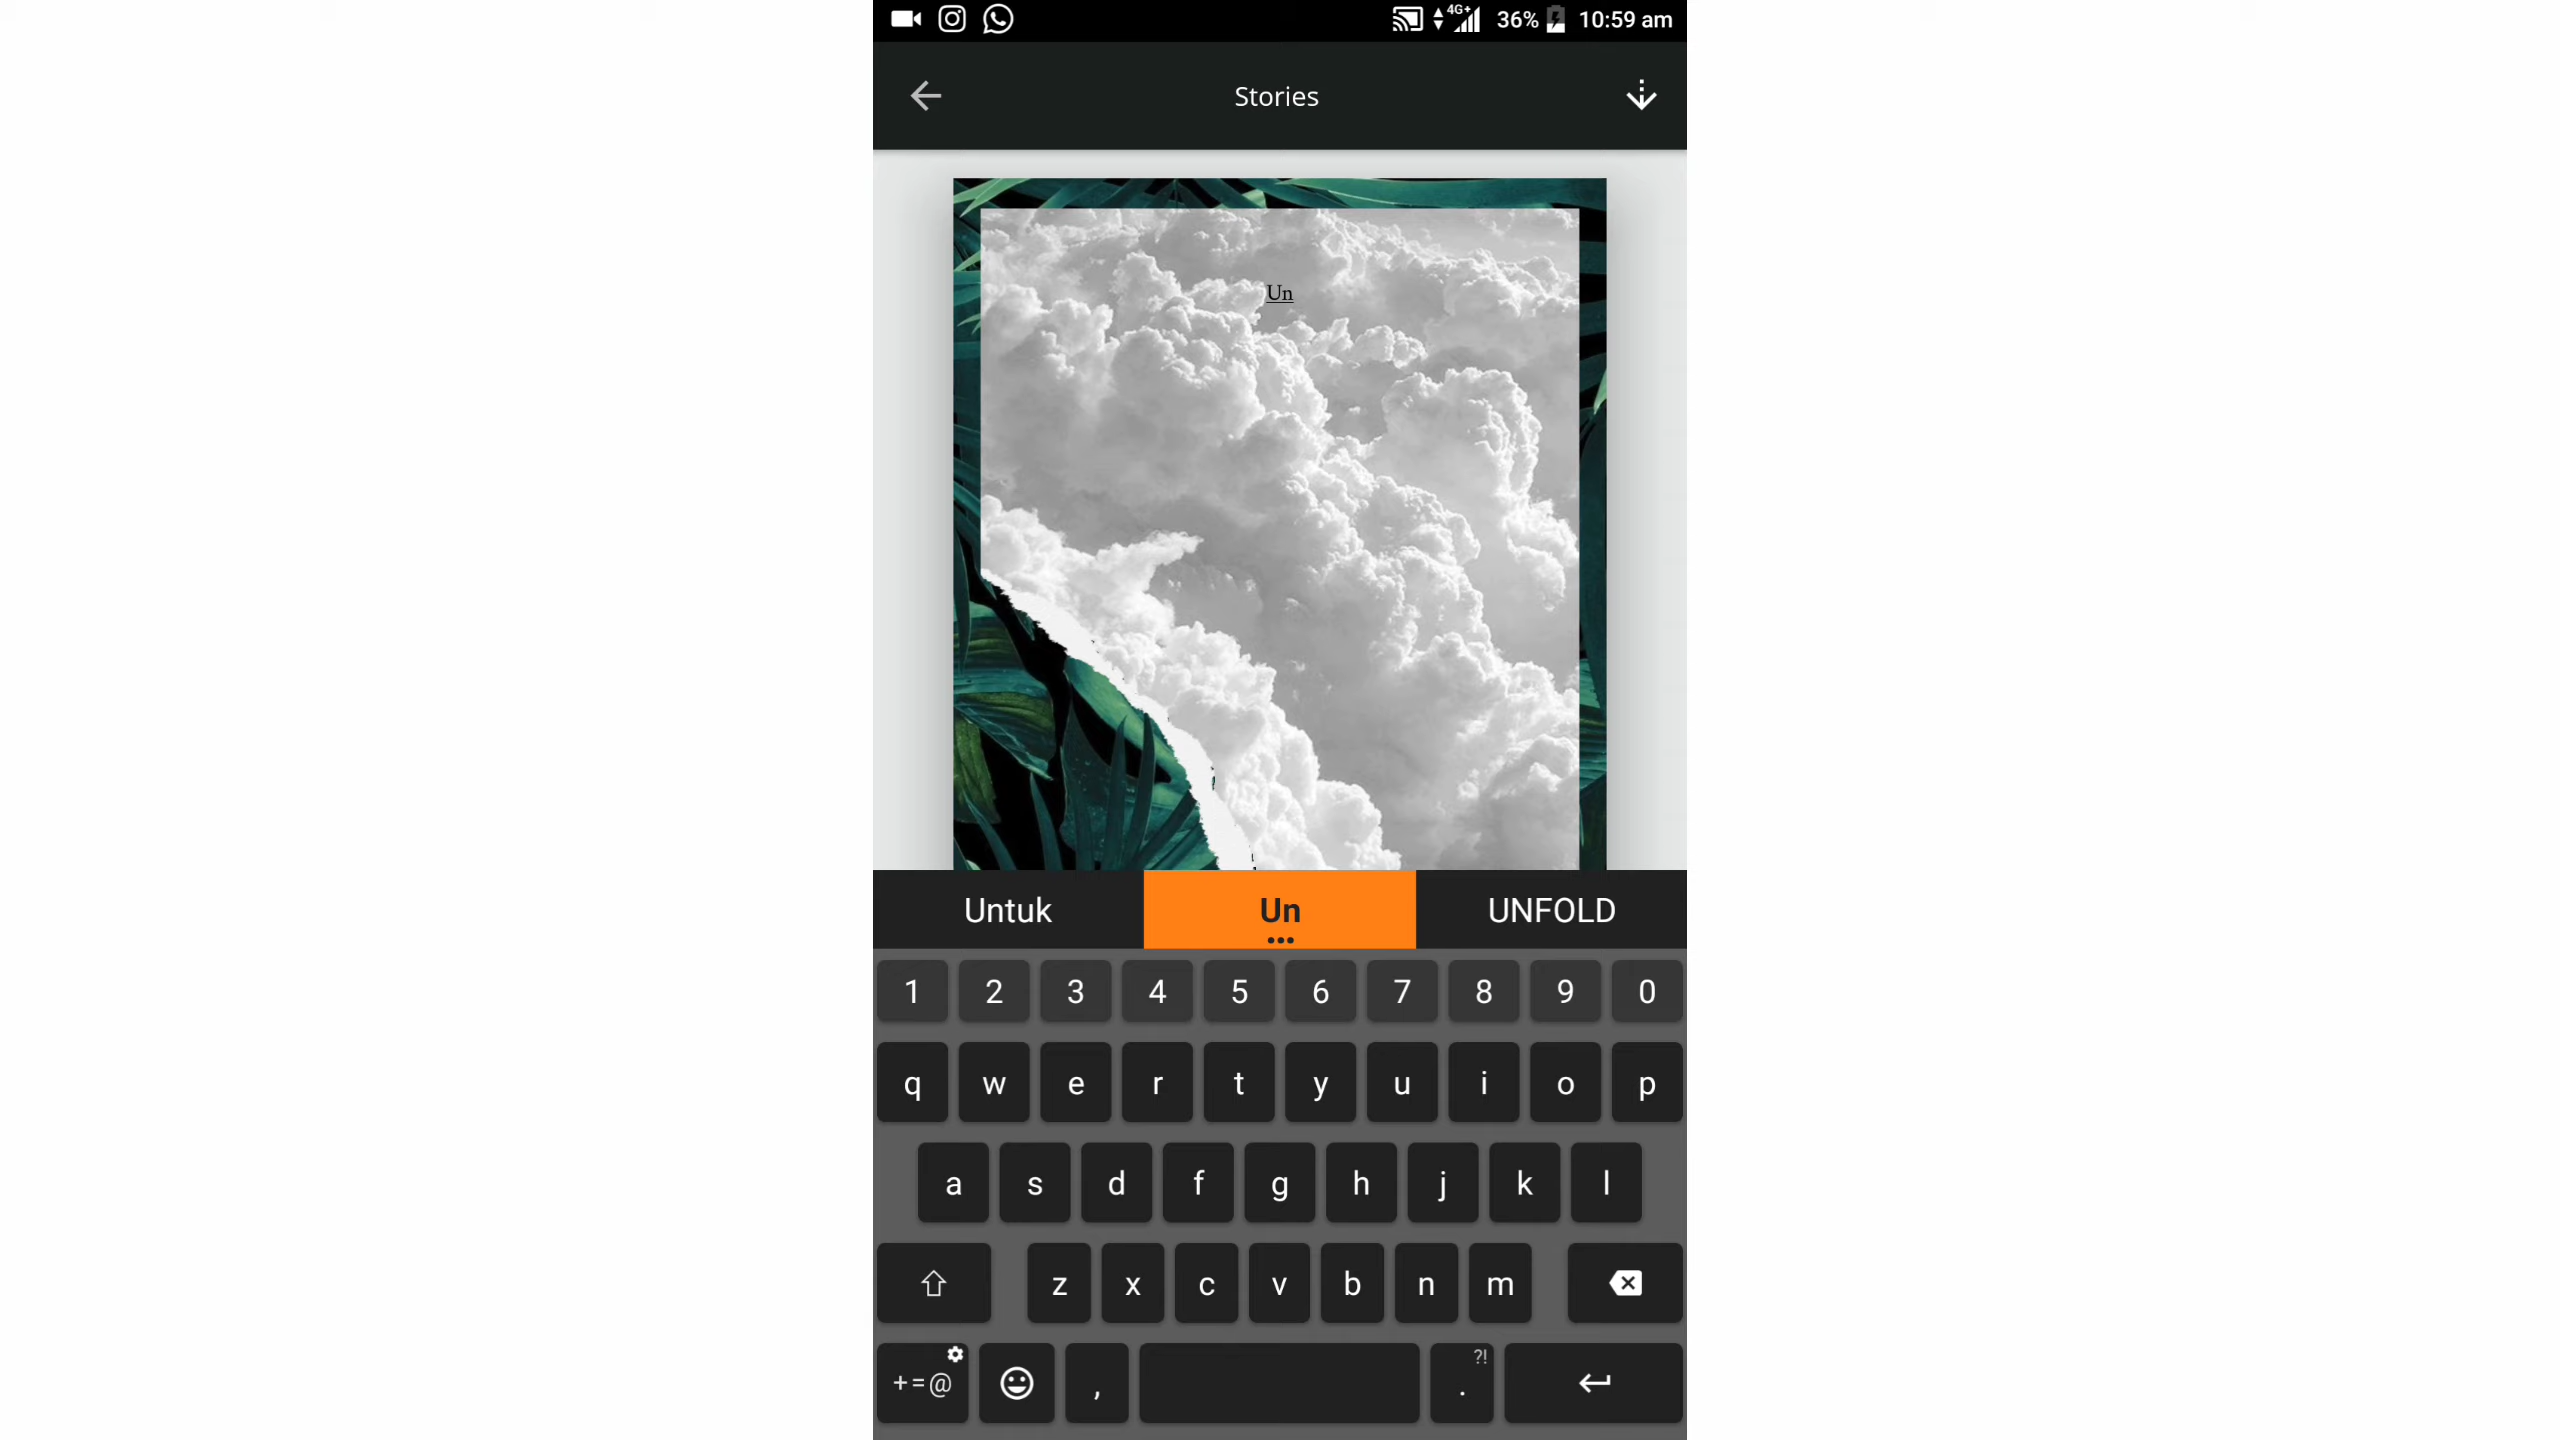 4G+ 36% 10:59 am
Stories
Un
Untuk Un UNFOLD
1 2 3 4 5 6 7 8 9 0
q w e r t y u i o p
a s d f g h j k l
z x c v b n m
+=@ , . ?!